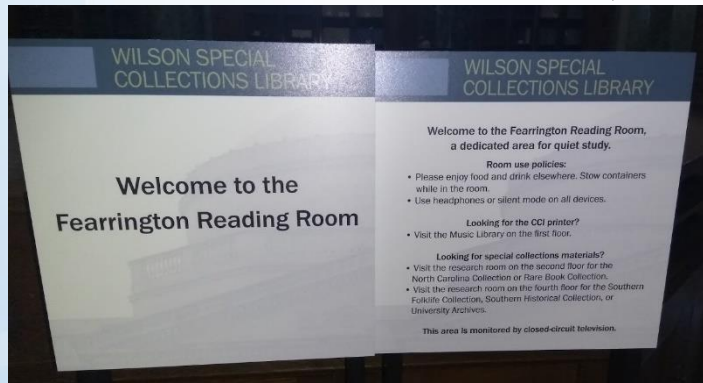 WILSON SPECIAL
COLLECTIONS LIBRARY
Welcome to the
Fearrington Reading Room
WILSON SPECIAL
COLLECTIONS LIBRARY
Welcome to the Fearrington Reading Room,
a dedicated area for quiet study.
Room use policies:
• Please enjoy food and drink elsewhere. Stow containers
while in the room.
• Use headphones or silent mode on all devices.
Looking for the CCI printer?
• Visit the Music Library on the first floor.
Looking for special collections materials?
• Visit the research room on the second floor for the
North Carolina Collection or Rare Book Collection.
• Visit the research room on the fourth floor for the Southern
Folklife Collection, Southern Historical Collection, or
University Archives.
This area is monitored by closed-circuit television.